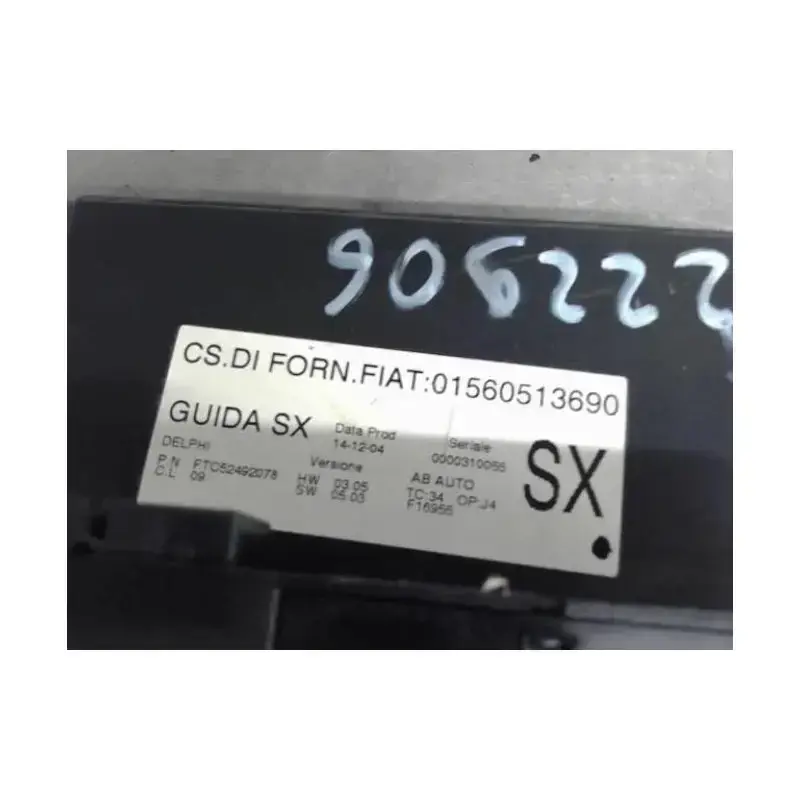 906222
CS.DI FORN.FIAT:01560513690
GUIDA SX
Data Prod
14-12-04
Seriale
0000310055
SX
DELPHI
P.N FTC52492078
C.L 09
Versione
HW 03.05
SW 05.03
AB AUTO
TC:34 OP:J4
F16955